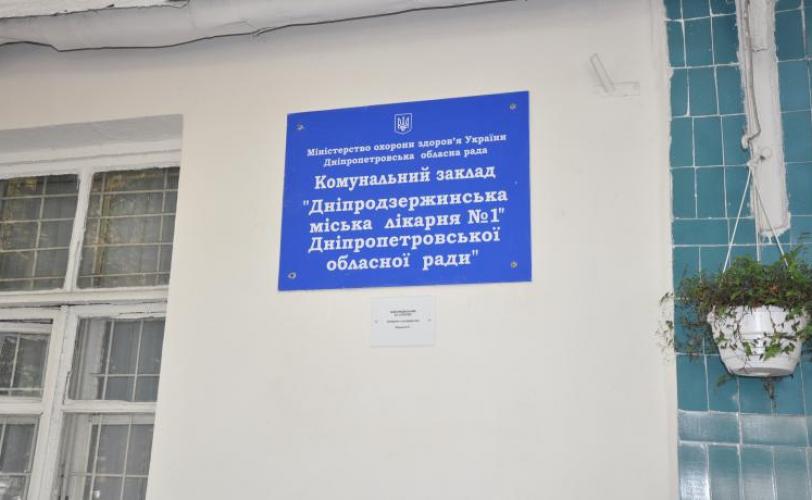 Міністерство охорони здоров'я України
Дніпропетровська обласна рада
Комунальний заклад
"Дніпродзержинська
міська лікарня №1"
Дніпропетровської
обласної ради"